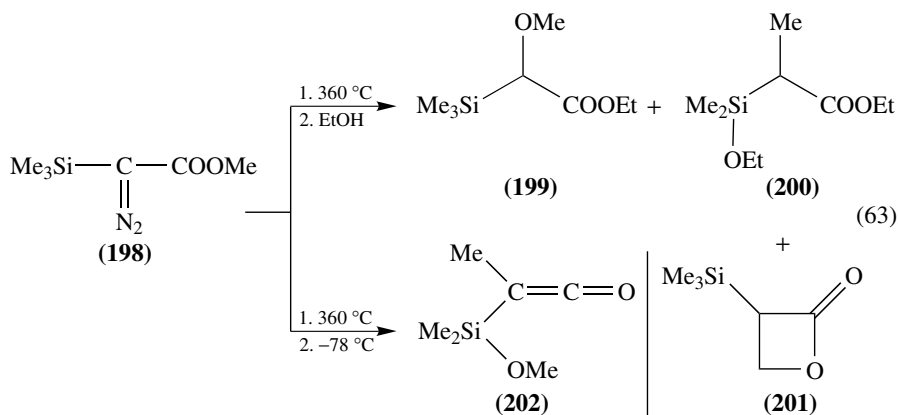 OMe
Me
1. 360 °C
2. EtOH
Me₃Si
COOEt
+
Me₂Si
COOEt
OEt
(199)
(200)
Me₃Si
C
COOMe
N₂
(198)
(63)
+
Me
C
C
O
Me₂Si
OMe
(202)
1. 360 °C
2. −78 °C
Me₃Si
O
O
(201)